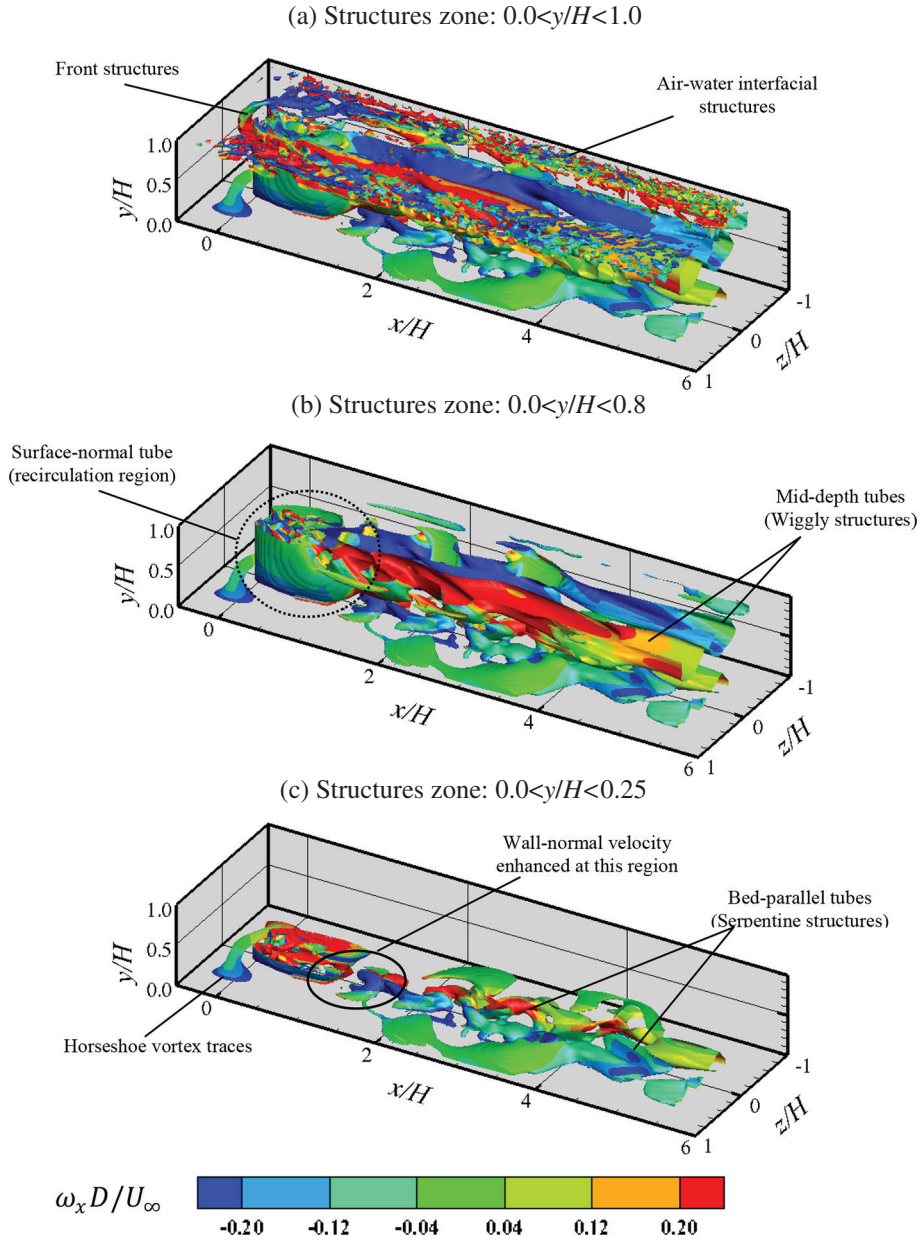 (a) Structures zone: 0.0<y/H<1.0
Front structures
Air-water interfacial
structures
1.0
0.5
0.0
y/H
0
2
4
6
x/H
-1
0
1
z/H
(b) Structures zone: 0.0<y/H<0.8
Surface-normal tube
(recirculation region)
Mid-depth tubes
(Wiggly structures)
1.0
0.5
0.0
y/H
0
2
4
6
x/H
-1
0
1
z/H
(c) Structures zone: 0.0<y/H<0.25
Wall-normal velocity
enhanced at this region
Bed-parallel tubes
(Serpentine structures)
1.0
0.5
0.0
y/H
0
Horseshoe vortex traces
2
4
6
x/H
-1
0
1
z/H
ωₓD/U∞
-0.20 -0.12 -0.04 0.04 0.12 0.20